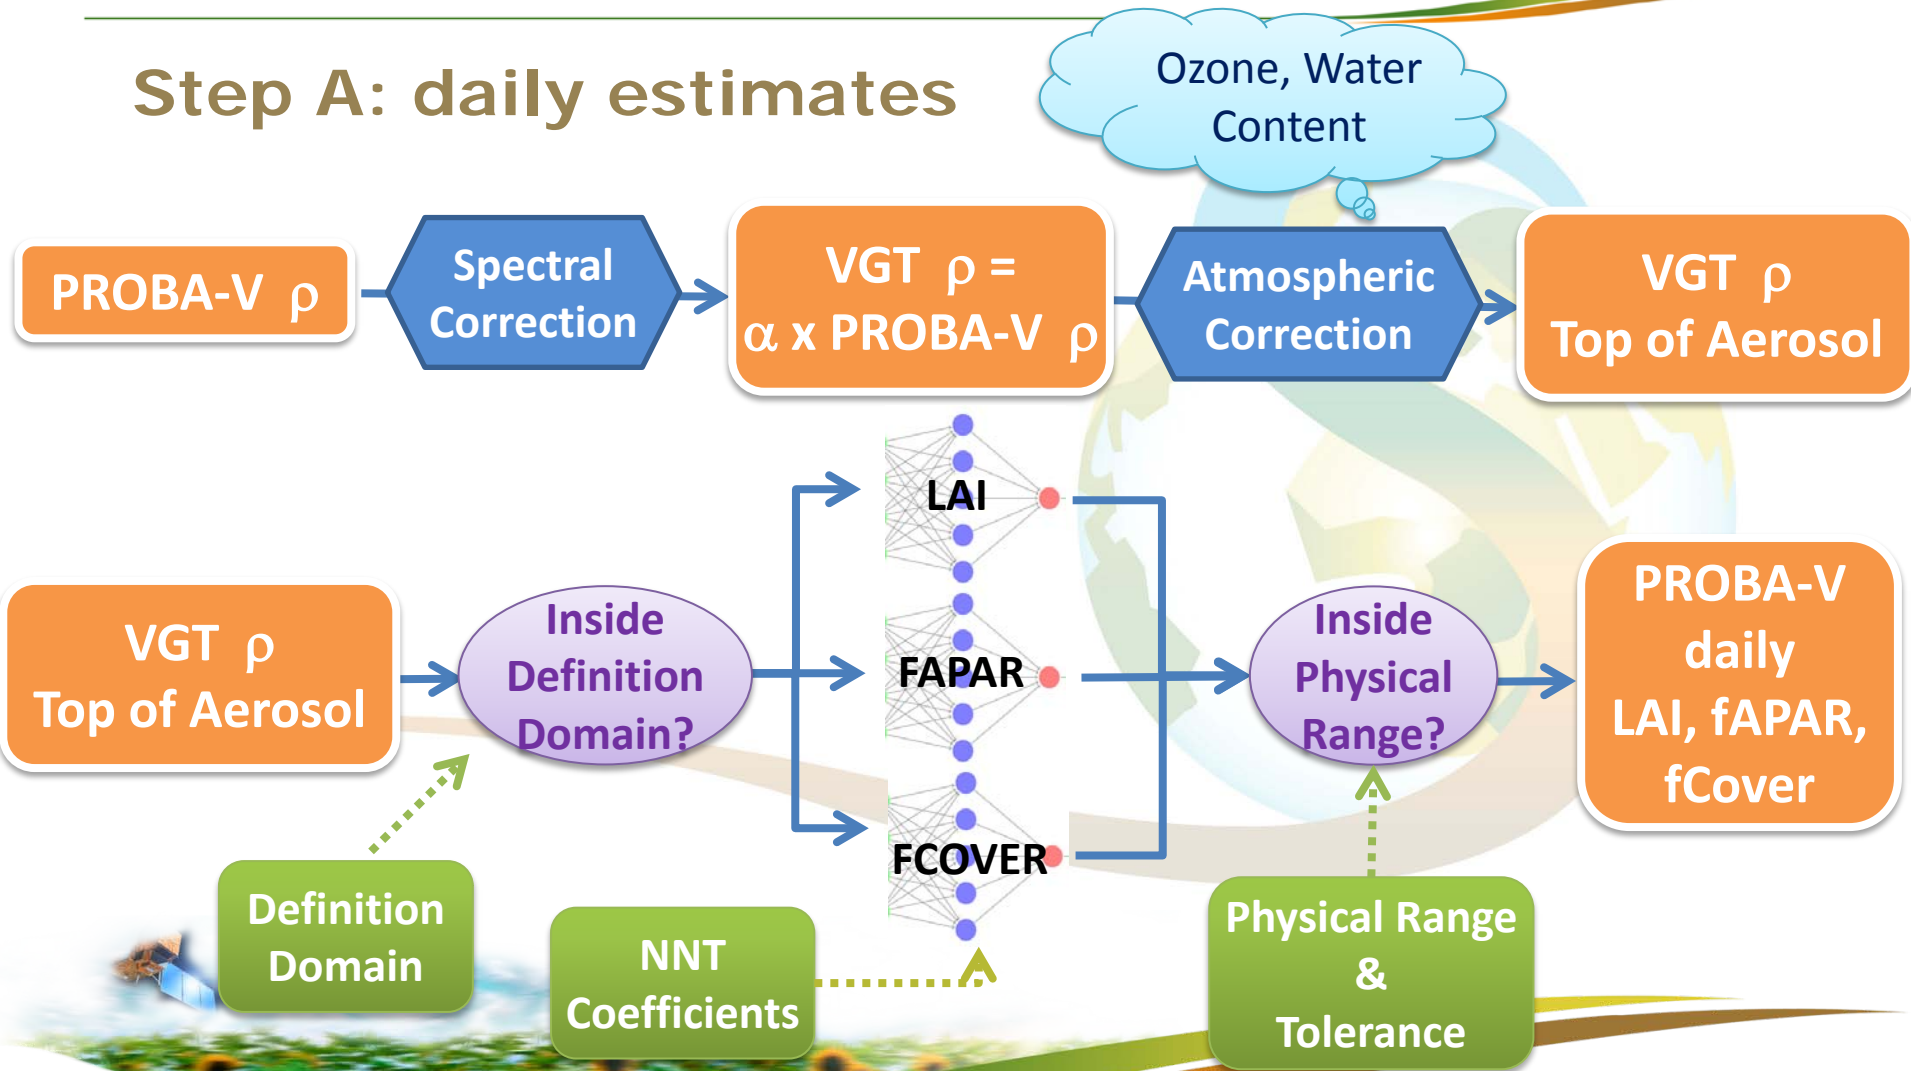 Step A: daily estimates
Ozone, Water
Content
PROBA-V ρ
Spectral
Correction
VGT ρ =
α x PROBA-V ρ
Atmospheric
Correction
VGT ρ
Top of Aerosol
VGT ρ
Top of Aerosol
Inside
Definition
Domain?
LAI
FAPAR
FCOVER
Inside
Physical
Range?
PROBA-V
daily
LAI, fAPAR,
fCover
Definition
Domain
NNT
Coefficients
Physical Range
&
Tolerance